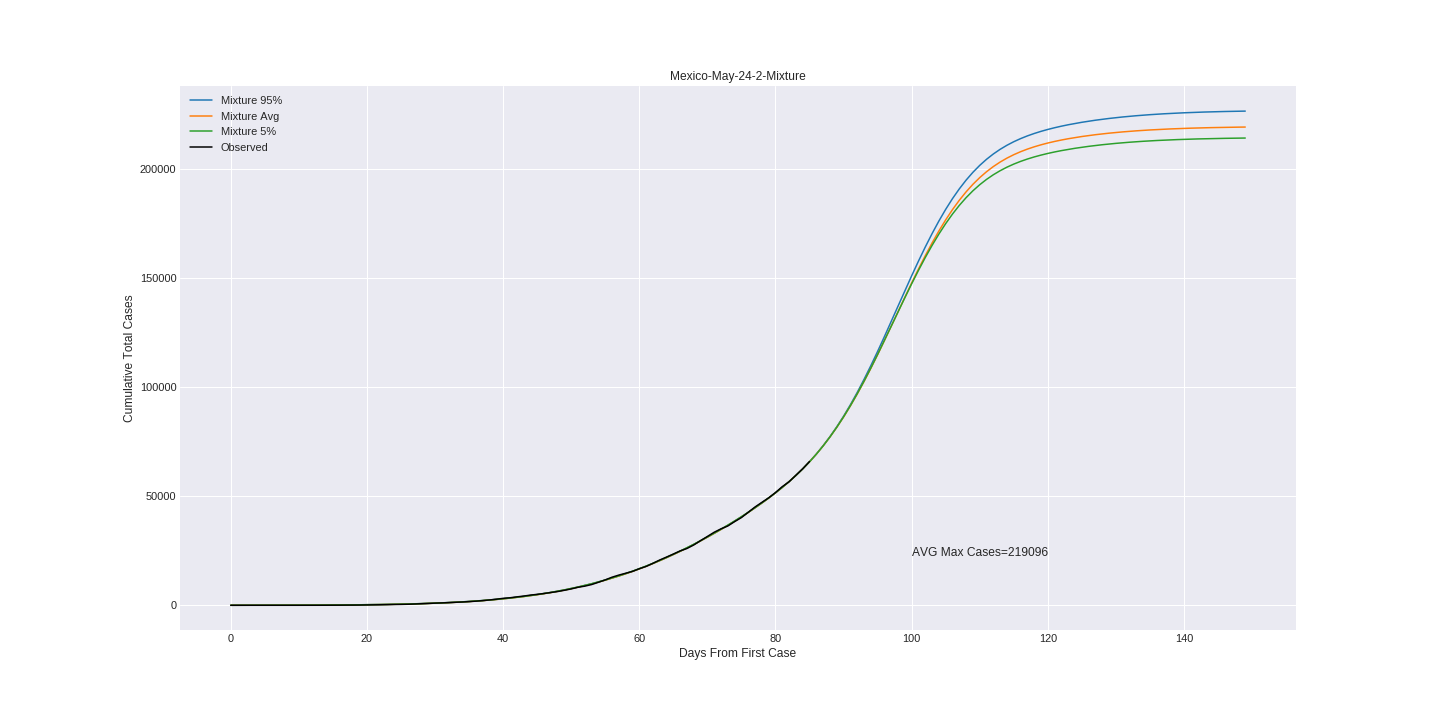 Mexico-May-24-2-Mixture
Mixture 95%
Mixture Avg
Mixture 5%
Observed
200000
150000
100000
50000
0
Cumulative Total Cases
AVG Max Cases=219096
0 20 40 60 80 100 120 140
Days From First Case